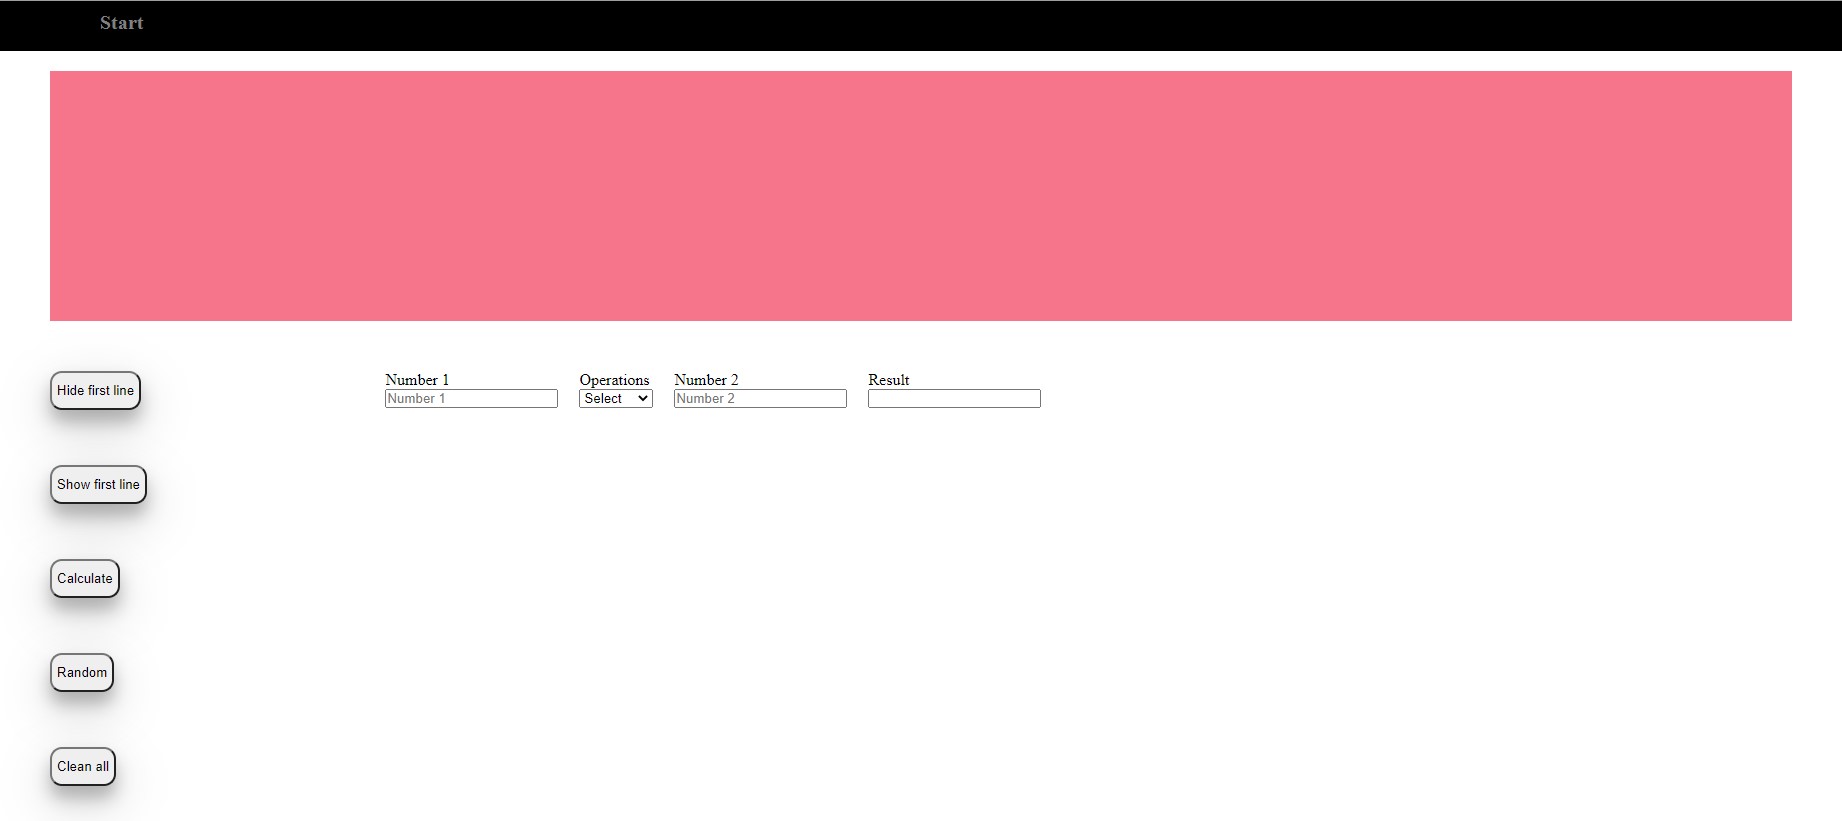 Start
Hide first line
Number 1 Operations Number 2 Result
Number 1 Select Number 2
Show first line
Calculate
Random
Clean all